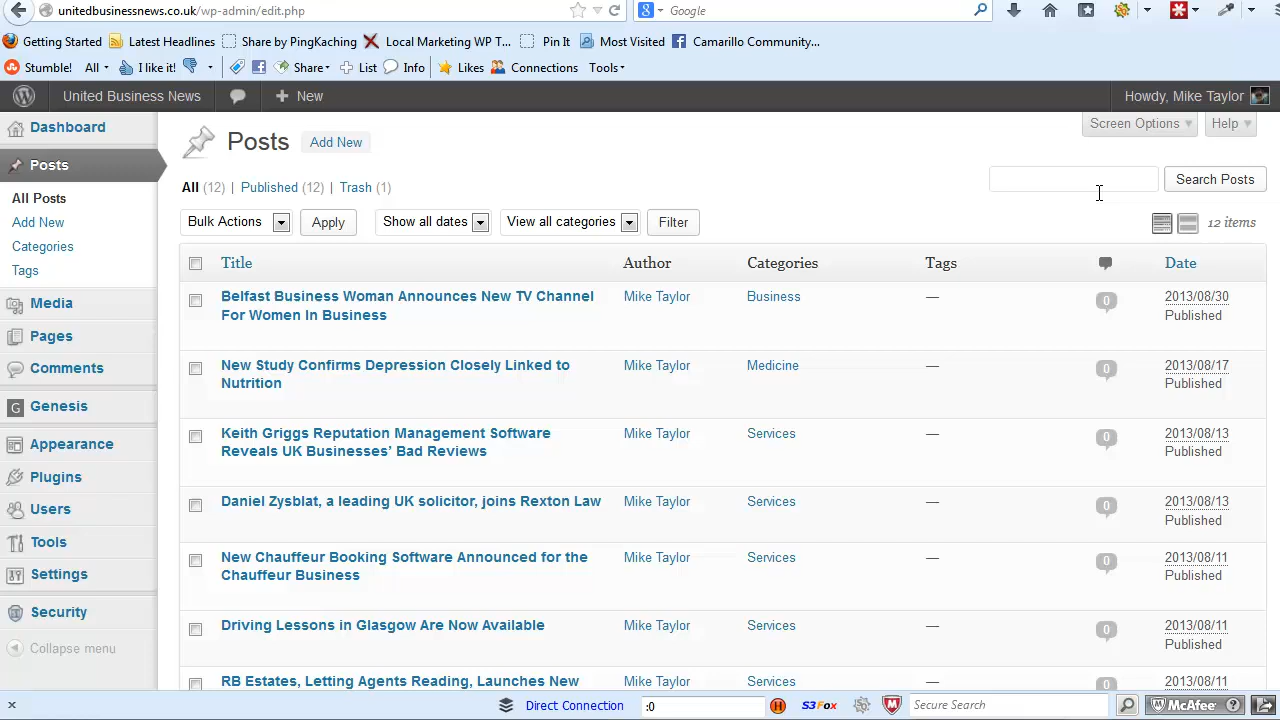 unitedbusinessnews.co.uk/wp-admin/edit.php
Google
Getting Started Latest Headlines Share by PingKaching Local Marketing WP T... Pin It Most Visited Camarillo Community...
Stumble! All I like it! Share List Info Likes Connections Tools
United Business News + New Howdy, Mike Taylor
Dashboard
Posts
All Posts
Add New
Categories
Tags
Media
Pages
Comments
Genesis
Appearance
Plugins
Users
Tools
Settings
Security
Collapse menu
Screen Options Help
Posts Add New
All (12) | Published (12) | Trash (1)
Search Posts
Bulk Actions Apply Show all dates View all categories Filter 12 items
Title Author Categories Tags Date
Belfast Business Woman Announces New TV Channel Mike Taylor Business — 0 2013/08/30
For Women In Business Published
New Study Confirms Depression Closely Linked to Mike Taylor Medicine — 0 2013/08/17
Nutrition Published
Keith Griggs Reputation Management Software Mike Taylor Services — 0 2013/08/13
Reveals UK Businesses’ Bad Reviews Published
Daniel Zysblat, a leading UK solicitor, joins Rexton Law Mike Taylor Services — 0 2013/08/13
Published
New Chauffeur Booking Software Announced for the Mike Taylor Services — 0 2013/08/11
Chauffeur Business Published
Driving Lessons in Glasgow Are Now Available Mike Taylor Services — 0 2013/08/11
Published
RB Estates, Letting Agents Reading, Launches New Mike Taylor Services — 0 2013/08/11
Direct Connection :0 S3Fox Secure Search McAfee